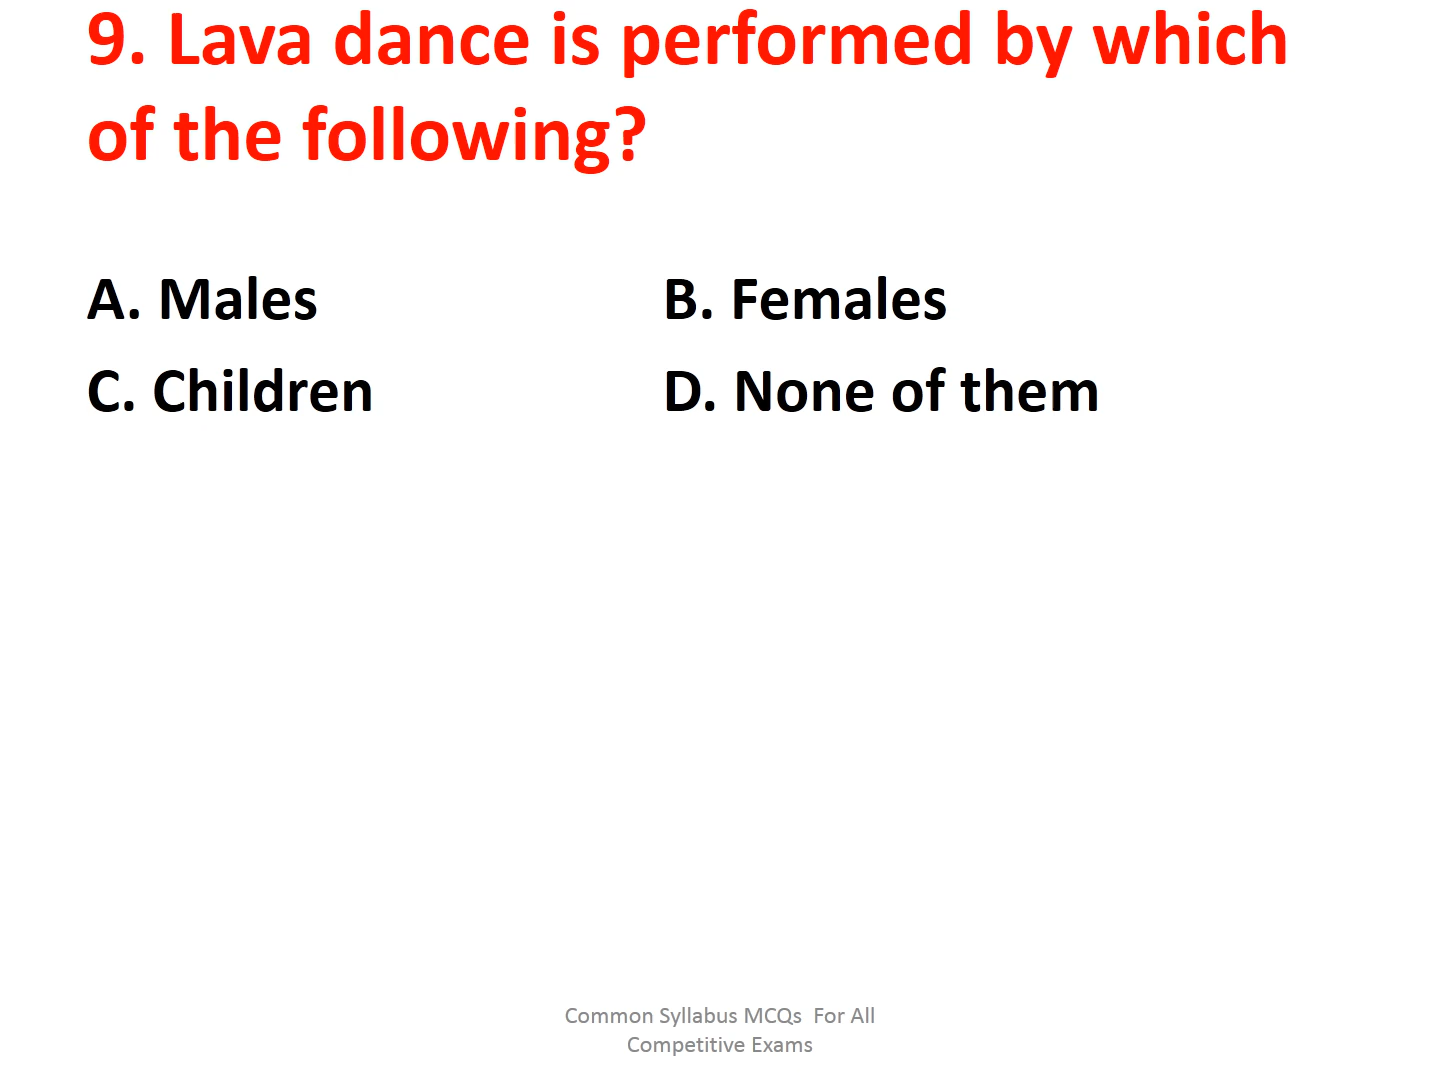 9. Lava dance is performed by which
of the following?
A. Males B. Females
C. Children D. None of them
Common Syllabus MCQs For All
Competitive Exams